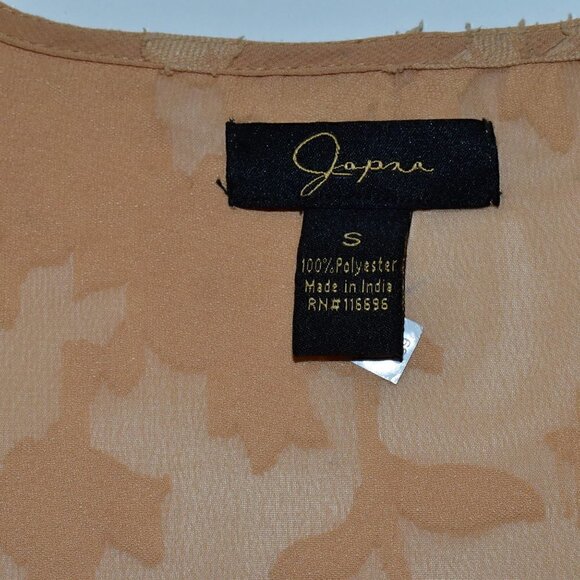 Japna
S
100% Polyester
Made in India
RN#116696